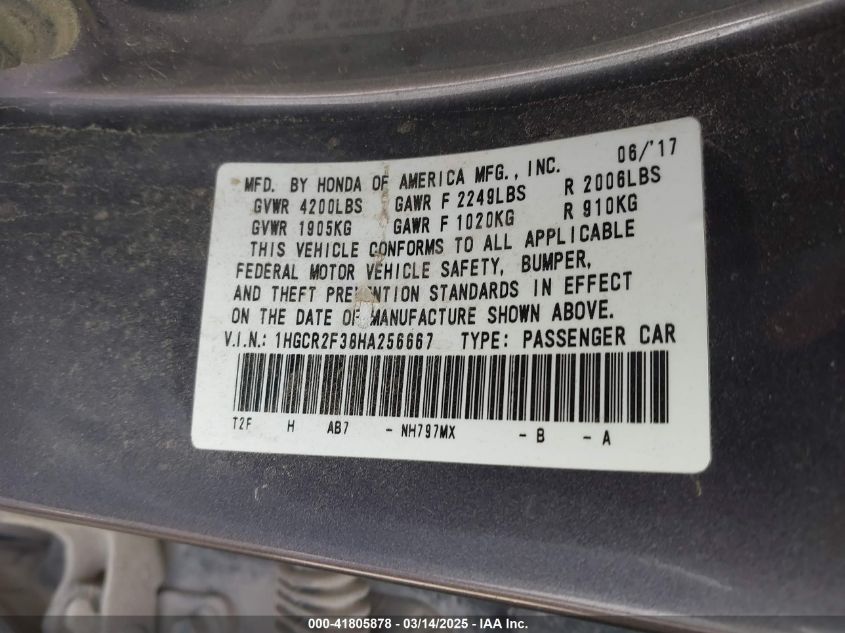 MFD. BY HONDA OF AMERICA MFG., INC. 06/'17
GVWR 4200LBS GAWR F 2249LBS R 2006LBS
GVWR 1905KG GAWR F 1020KG R 910KG
THIS VEHICLE CONFORMS TO ALL APPLICABLE
FEDERAL MOTOR VEHICLE SAFETY, BUMPER,
AND THEFT PREVENTION STANDARDS IN EFFECT
ON THE DATE OF MANUFACTURE SHOWN ABOVE.
V.I.N.: 1HGCR2F38HA256667 TYPE: PASSENGER CAR
T2F H AB7 - NH797MX - B - A
©IAA #41805878 | 03/14/2025 | ©IAA Inc.